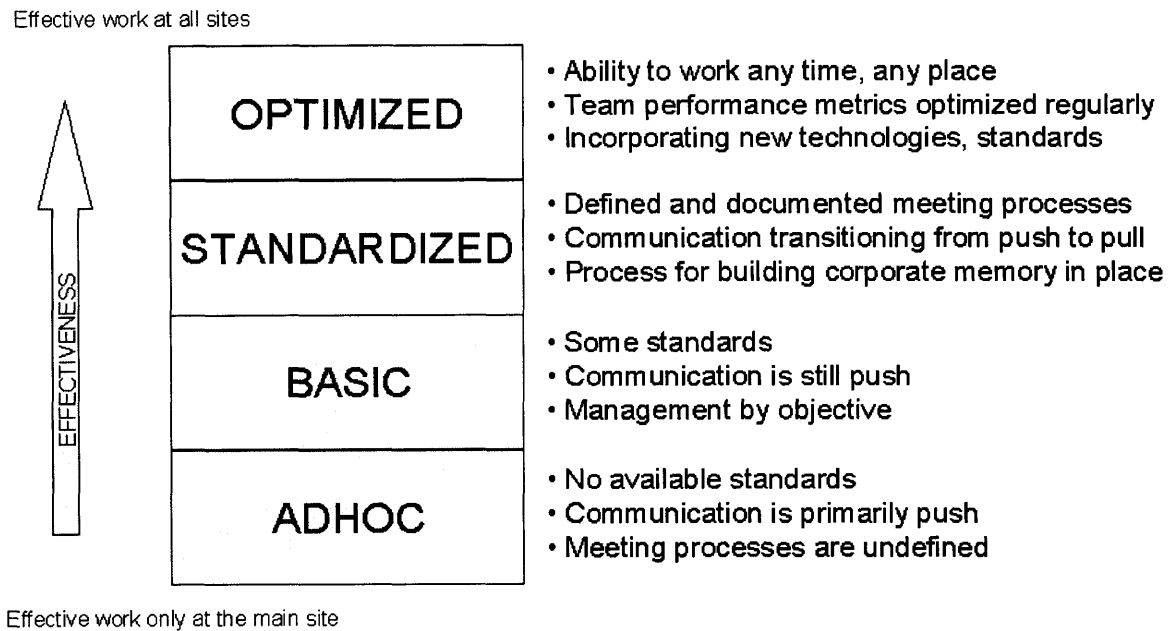 Effective work at all sites
OPTIMIZED
• Ability to work any time, any place
• Team performance metrics optimized regularly
• Incorporating new technologies, standards
STANDARDIZED
• Defined and documented meeting processes
• Communication transitioning from push to pull
• Process for building corporate memory in place
BASIC
• Some standards
• Communication is still push
• Management by objective
ADHOC
• No available standards
• Communication is primarily push
• Meeting processes are undefined
EFFECTIVENESS
Effective work only at the main site